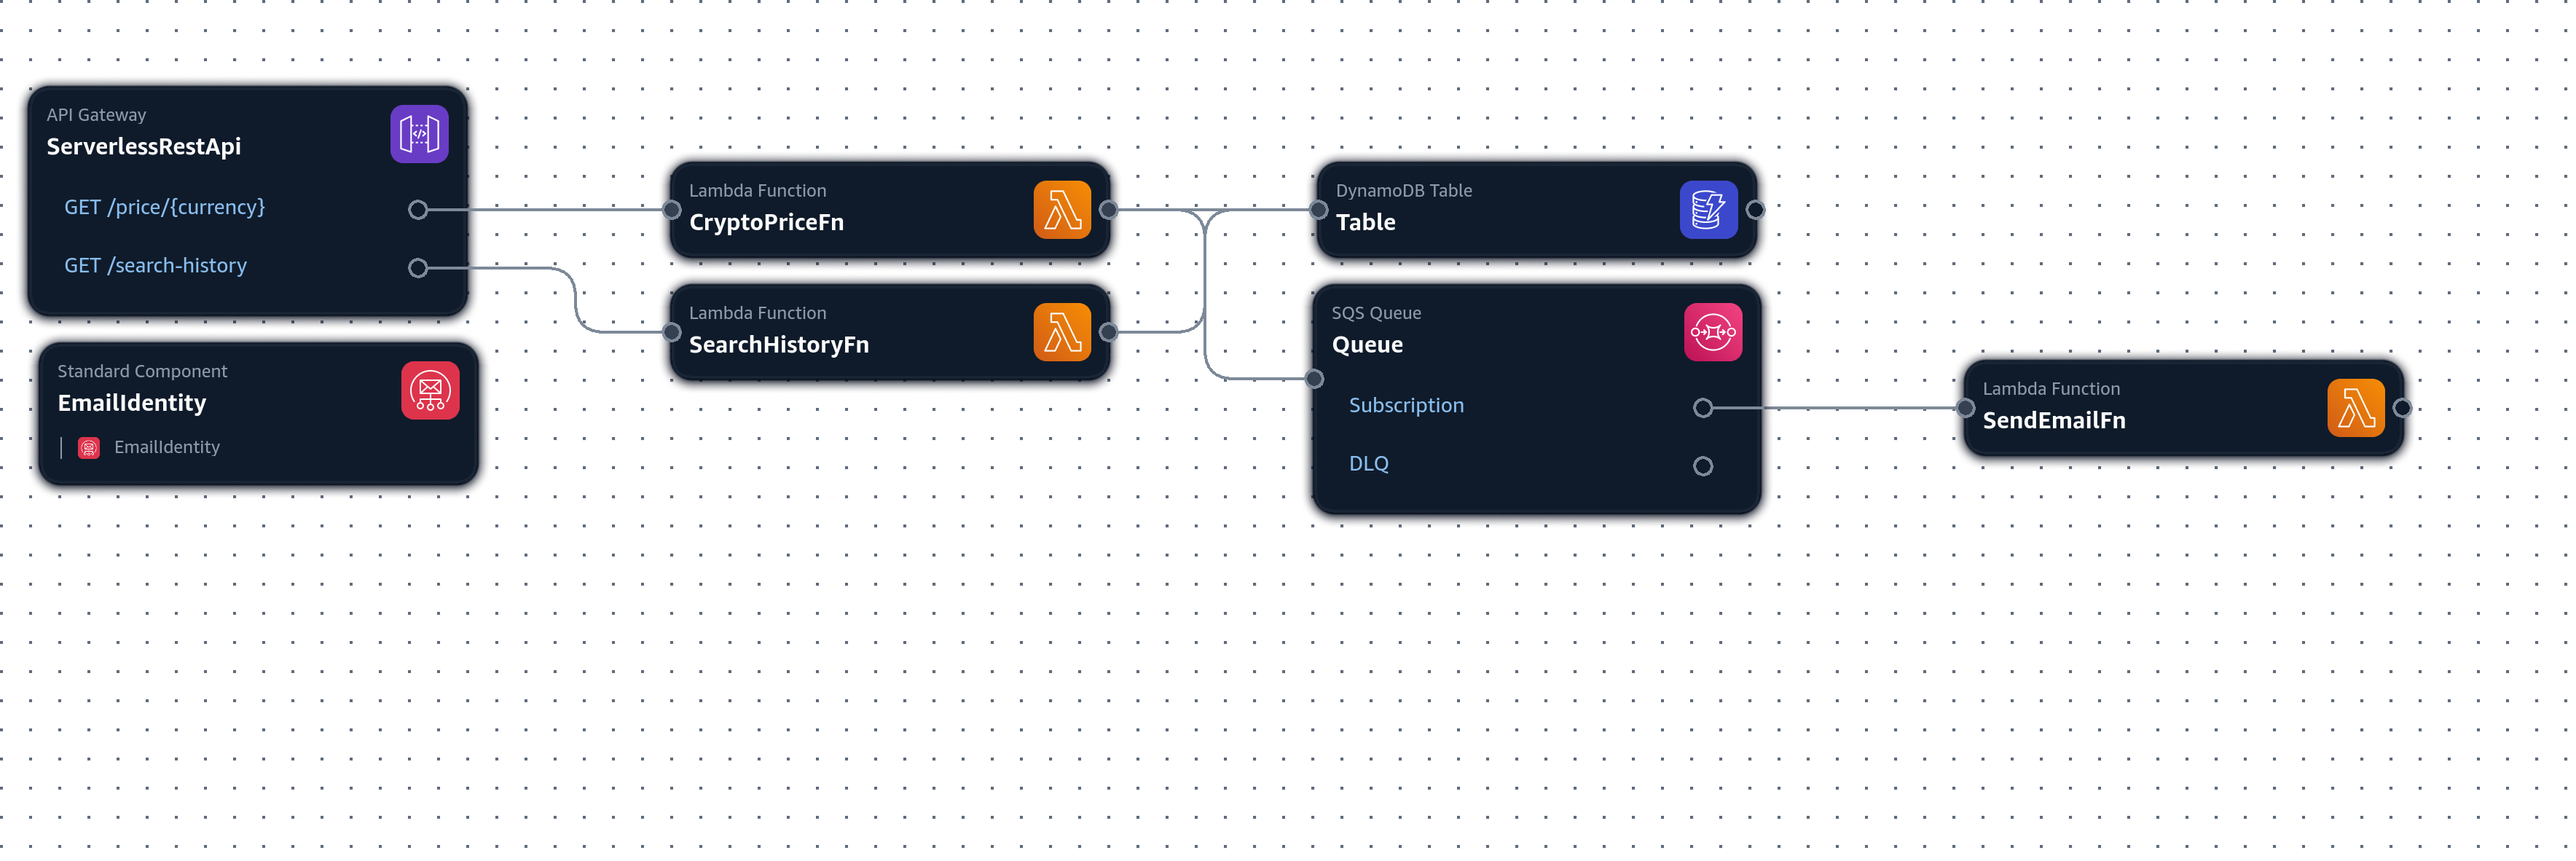 API Gateway
ServerlessRestApi
GET /price/{currency}
GET /search-history
Standard Component
EmailIdentity
EmailIdentity
Lambda Function
CryptoPriceFn
Lambda Function
SearchHistoryFn
DynamoDB Table
Table
SQS Queue
Queue
Subscription
DLQ
Lambda Function
SendEmailFn